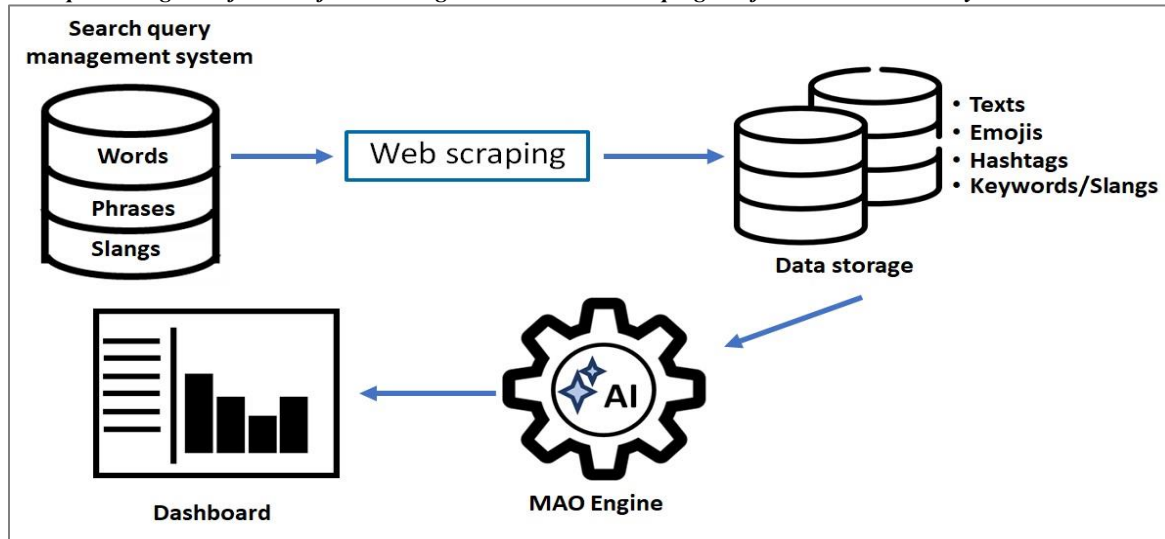 Search query
management system
Words
Phrases
Slangs
Web scraping
• Texts
• Emojis
• Hashtags
• Keywords/Slangs
Data storage
AI
MAO Engine
Dashboard